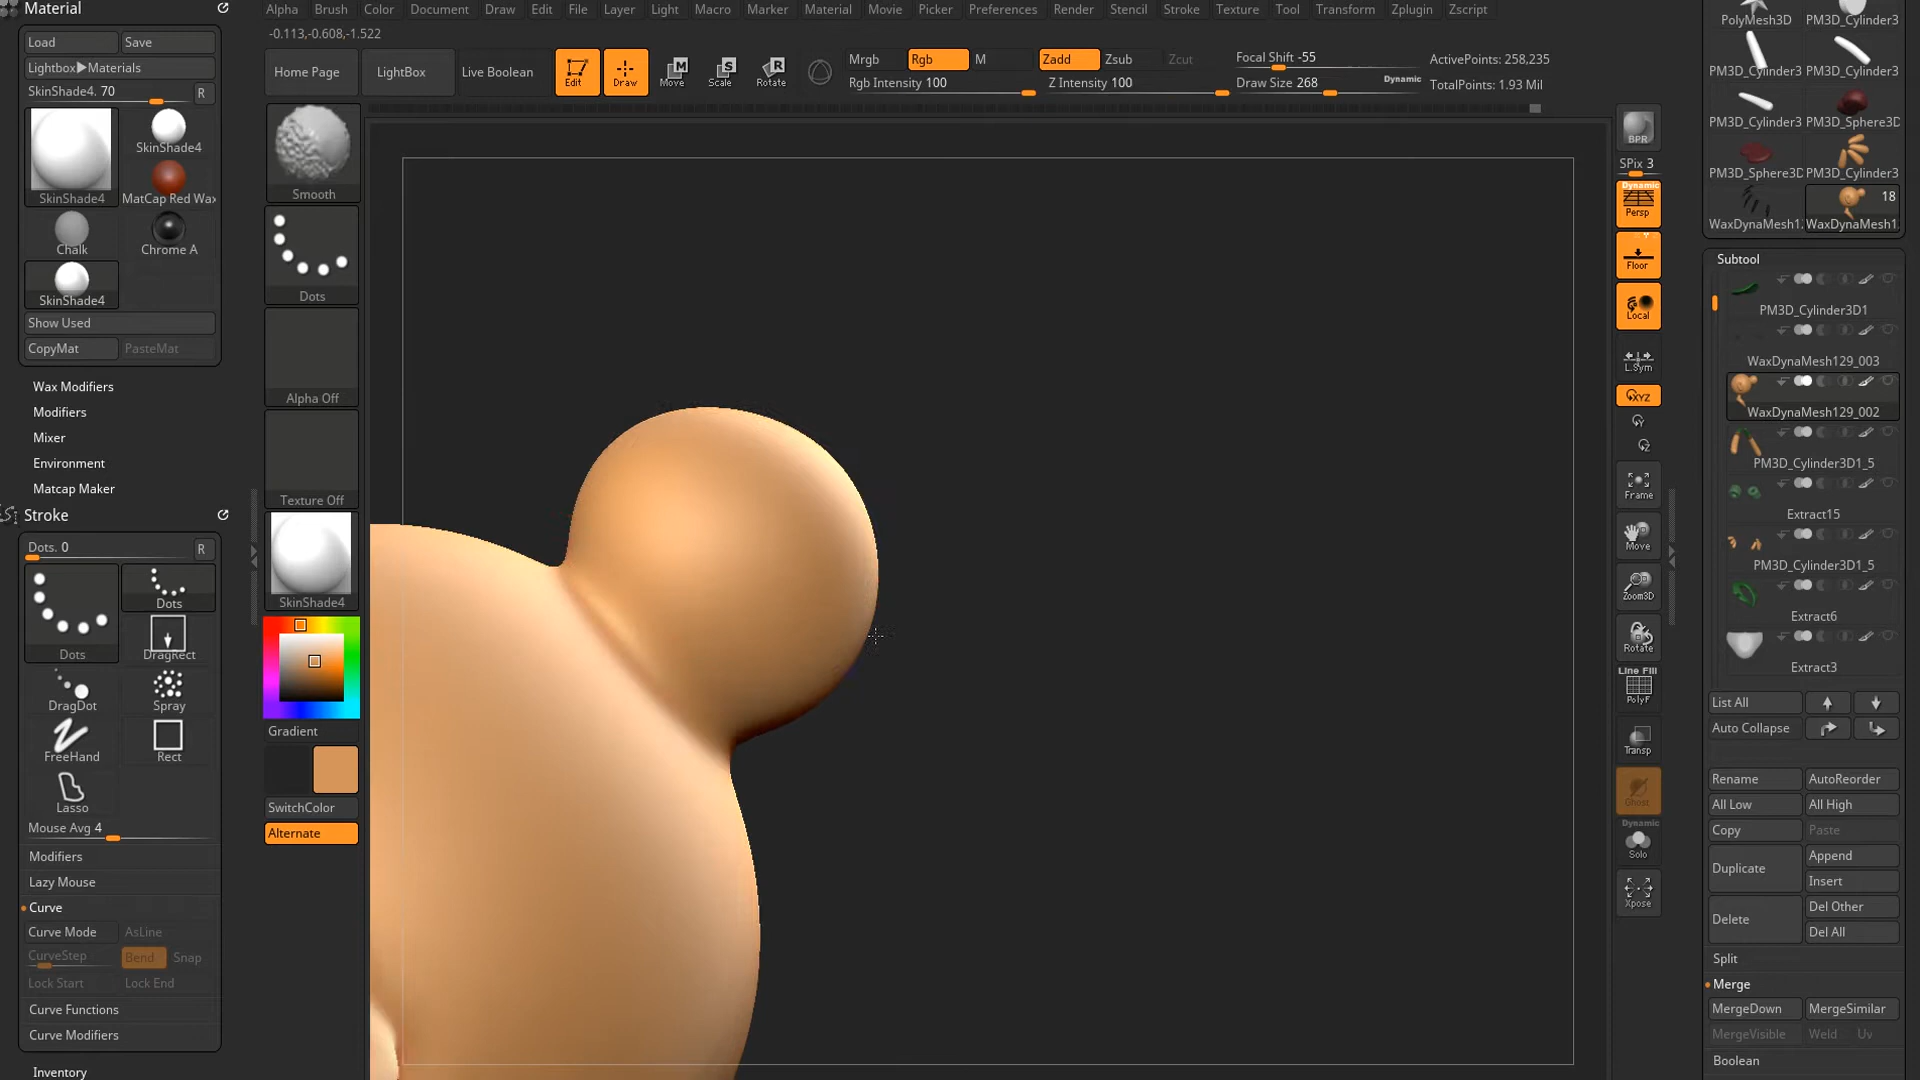 Material
Alpha Brush Color Document Draw Edit File Layer Light Macro Marker Material Movie Picker Preferences Render Stencil Stroke Texture Tool Transform Zplugin Zscript
-0.113,-0.608,-1.522
Load Save
Lightbox▶Materials
SkinShade4. 70 R
SkinShade4
SkinShade4
MatCap Red Wax
Chalk
Chrome A
SkinShade4
Show Used
CopyMat PasteMat
Wax Modifiers
Modifiers
Mixer
Environment
Matcap Maker
Stroke
Dots. 0 R
Dots
Dots
DragRect
DragDot
Spray
FreeHand
Rect
Lasso
Mouse Avg 4
Modifiers
Lazy Mouse
Curve
Curve Mode AsLine
CurveStep Bend Snap
Lock Start Lock End
Curve Functions
Curve Modifiers
Inventory
Home Page LightBox Live Boolean
Edit Draw Move Scale Rotate
Mrgb Rgb M
Rgb Intensity 100
Zadd Zsub Zcut
Z Intensity 100
Focal Shift -55
Draw Size 268 Dynamic
ActivePoints: 258,235
TotalPoints: 1.93 Mil
Smooth
Dots
Alpha Off
Texture Off
SkinShade4
Gradient
SwitchColor
Alternate
BPR
SPix 3
Dynamic
Persp
Floor
Local
L.Sym
XYZ
Y
Z
Frame
Move
Zoom3D
Rotate
Line Fill
PolyF
Transp
Ghost
Dynamic
Solo
Xpose
PolyMesh3D PM3D_Cylinder3
PM3D_Cylinder3 PM3D_Cylinder3
PM3D_Cylinder3 PM3D_Sphere3D
PM3D_Sphere3D PM3D_Cylinder3
18
WaxDynaMesh1 WaxDynaMesh1
Subtool
PM3D_Cylinder3D1
WaxDynaMesh129_003
WaxDynaMesh129_002
PM3D_Cylinder3D1_5
Extract15
PM3D_Cylinder3D1_5
Extract6
Extract3
List All
Auto Collapse
Rename AutoReorder
All Low All High
Copy Paste
Duplicate Append
Insert
Delete Del Other
Del All
Split
Merge
MergeDown MergeSimilar
MergeVisible Weld Uv
Boolean